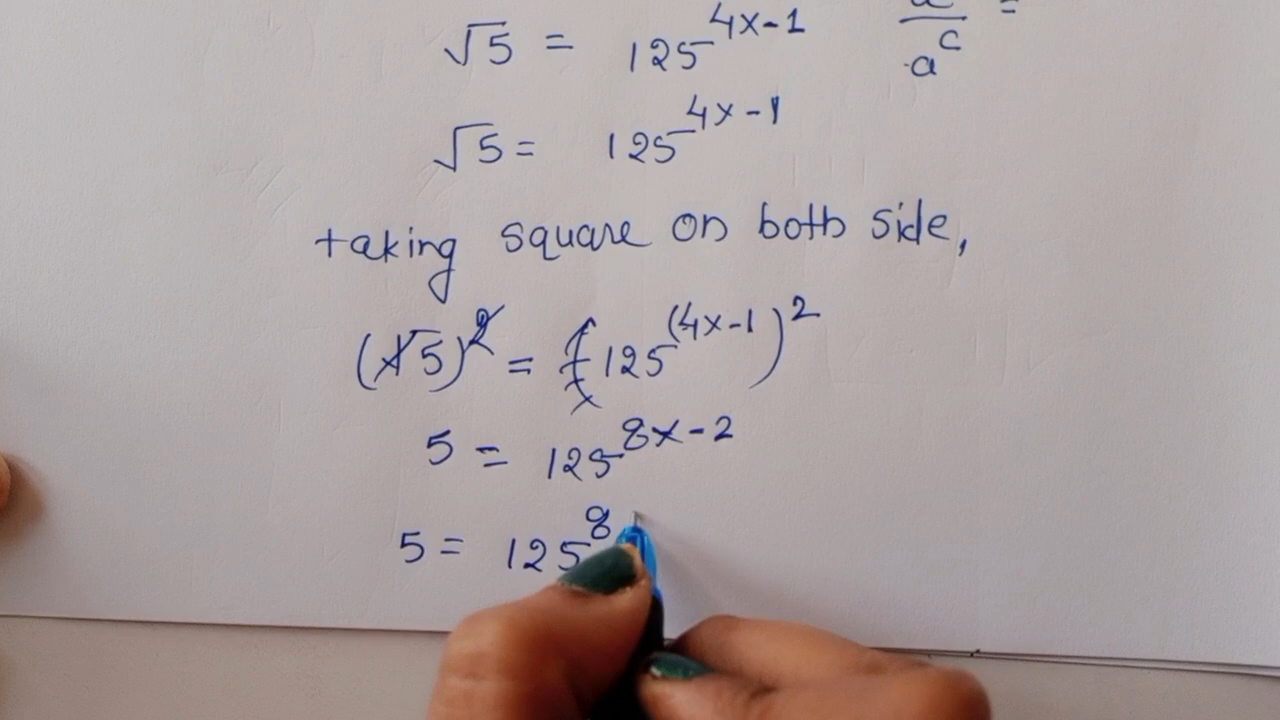 √5 = 125^{4x-1} /a^c =
√5 = 125^{4x-1}
taking square on both side,
(√5)^2 = (125^{(4x-1)})^2
5 = 125^{8x-2}
5 = 125^8